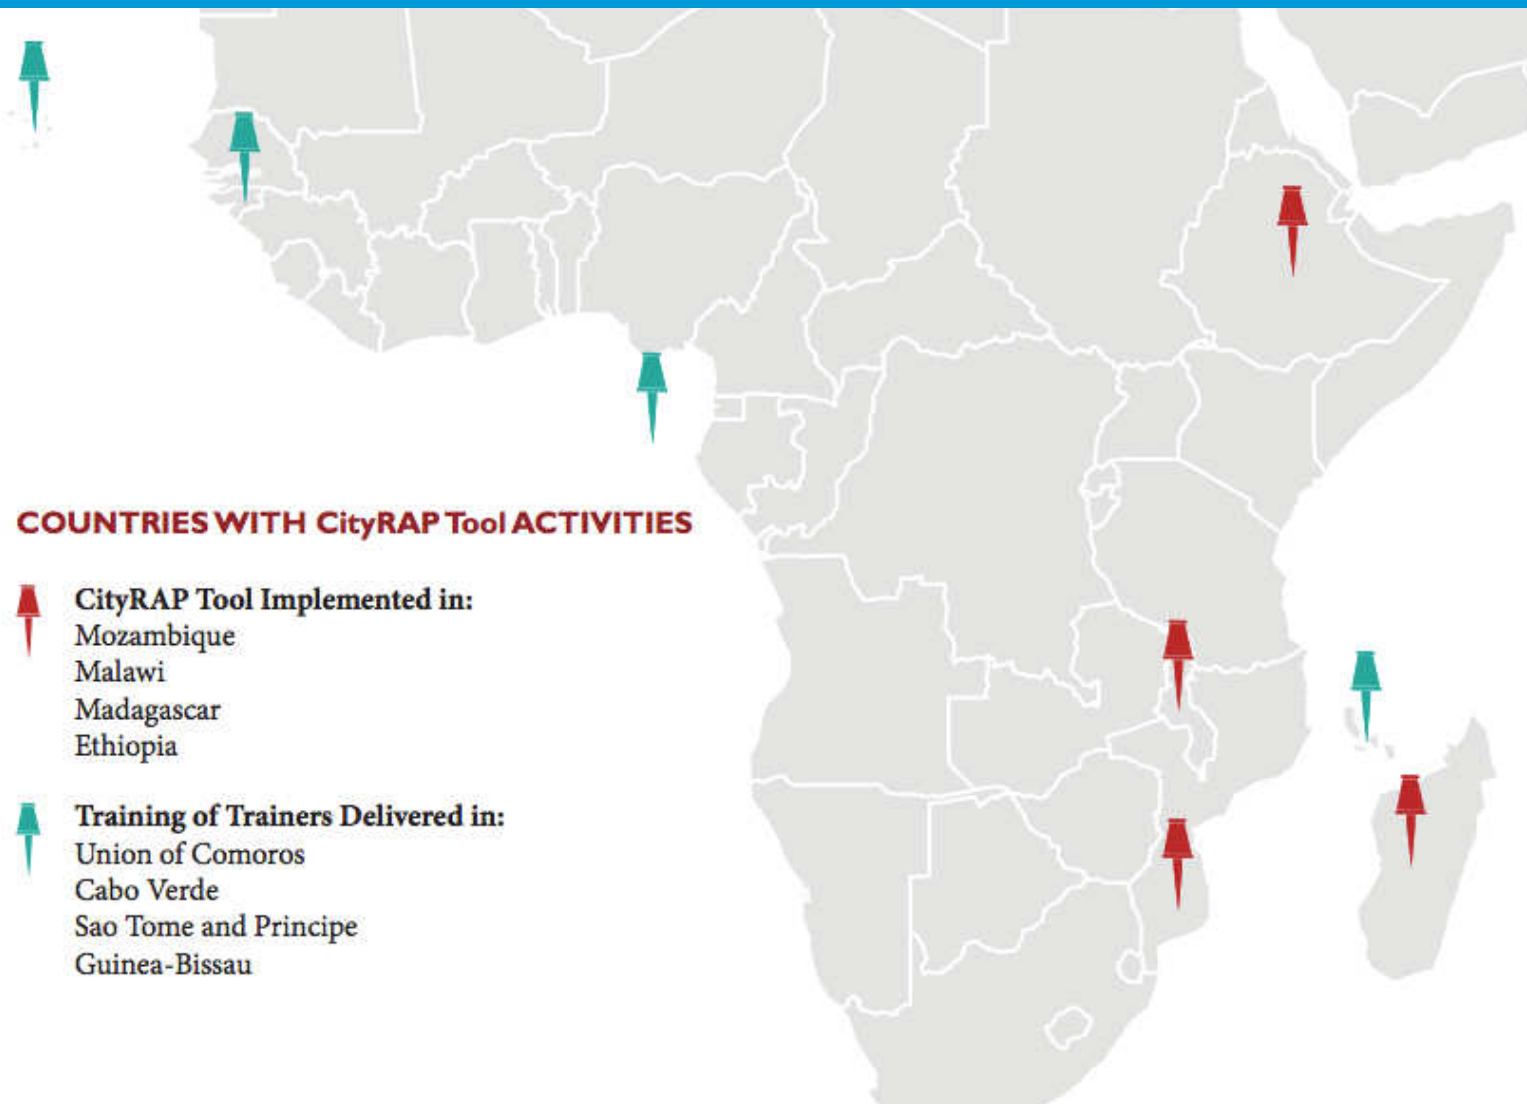 COUNTRIES WITH CityRAP Tool ACTIVITIES
CityRAP Tool Implemented in:
Mozambique
Malawi
Madagascar
Ethiopia
Training of Trainers Delivered in:
Union of Comoros
Cabo Verde
Sao Tome and Principe
Guinea-Bissau